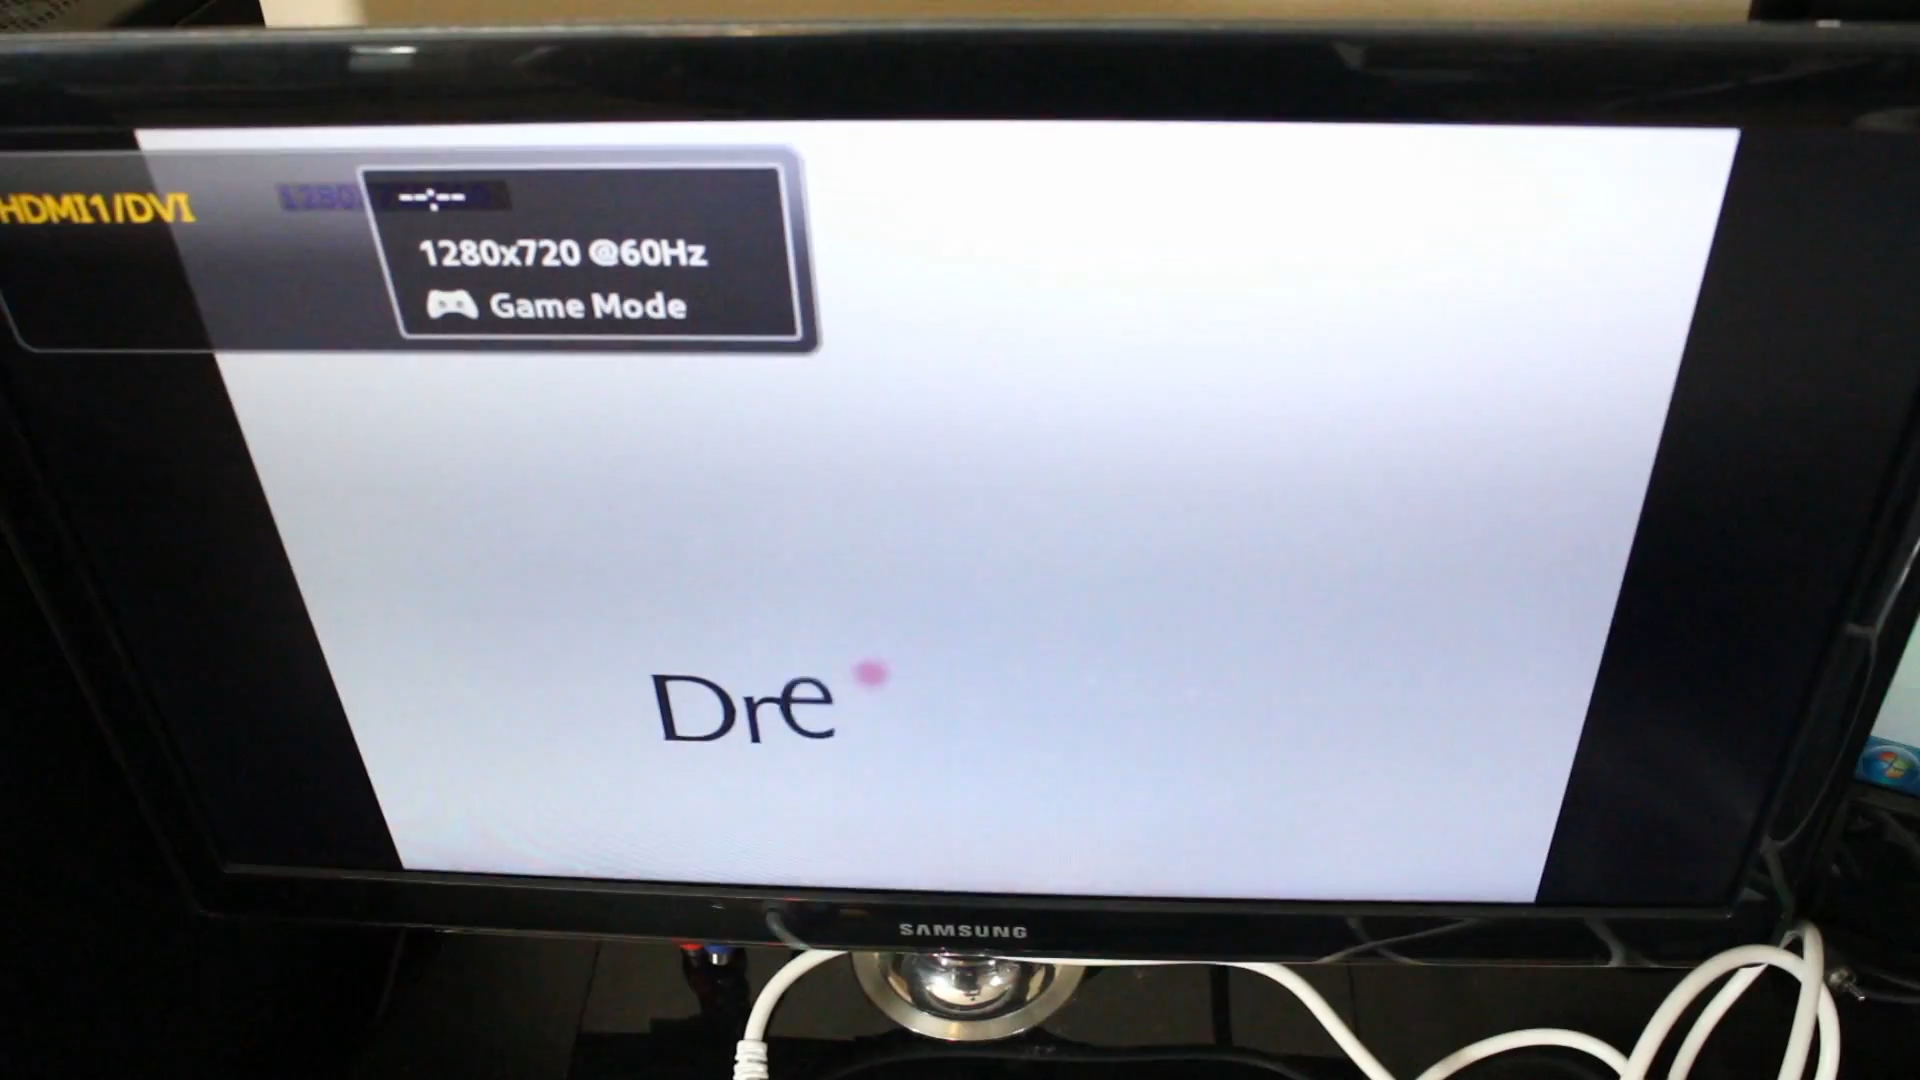 HDMI1/DVI
--:--
1280x720 @60Hz
Game Mode
Dre
SAMSUNG